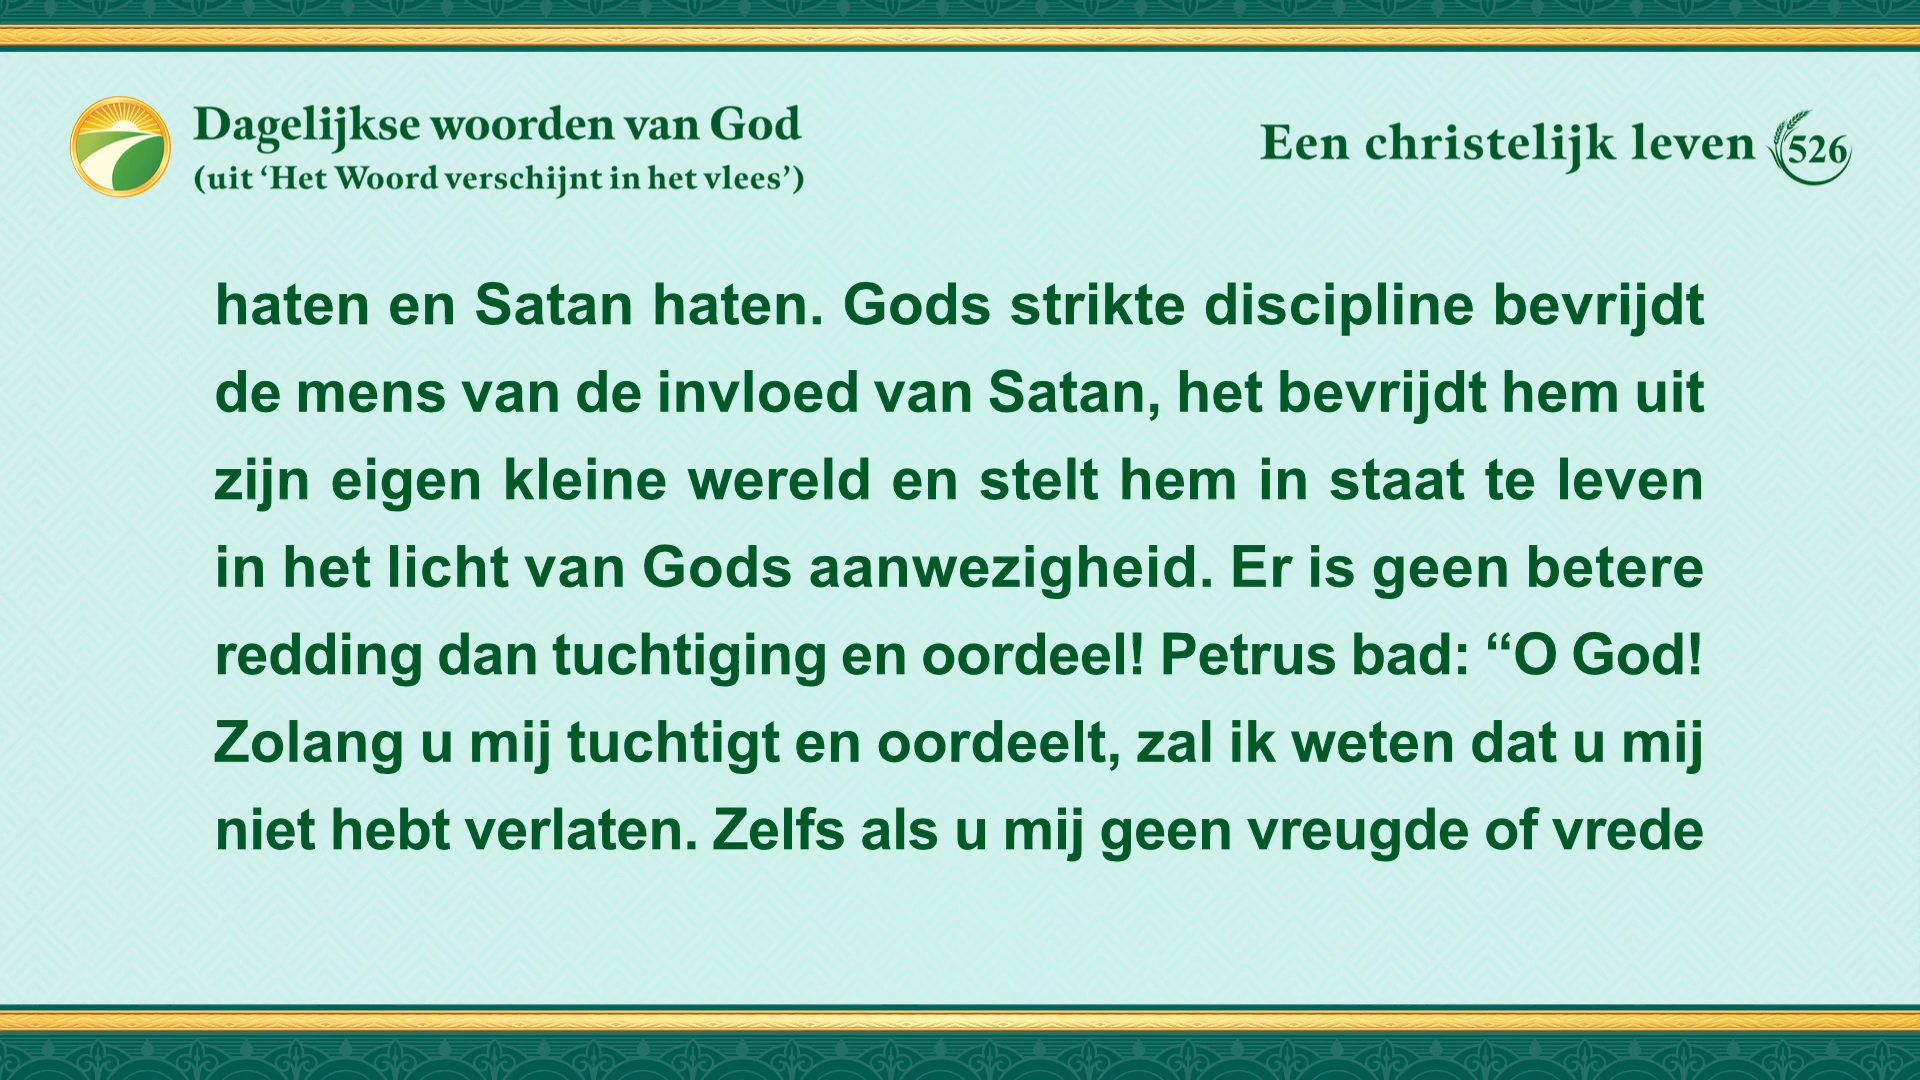 Dagelijkse woorden van God
(uit ‘Het Woord verschijnt in het vlees’)
Een christelijk leven 526
haten en Satan haten. Gods strikte discipline bevrijdt
de mens van de invloed van Satan, het bevrijdt hem uit
zijn eigen kleine wereld en stelt hem in staat te leven
in het licht van Gods aanwezigheid. Er is geen betere
redding dan tuchtiging en oordeel! Petrus bad: “O God!
Zolang u mij tuchtigt en oordeelt, zal ik weten dat u mij
niet hebt verlaten. Zelfs als u mij geen vreugde of vrede